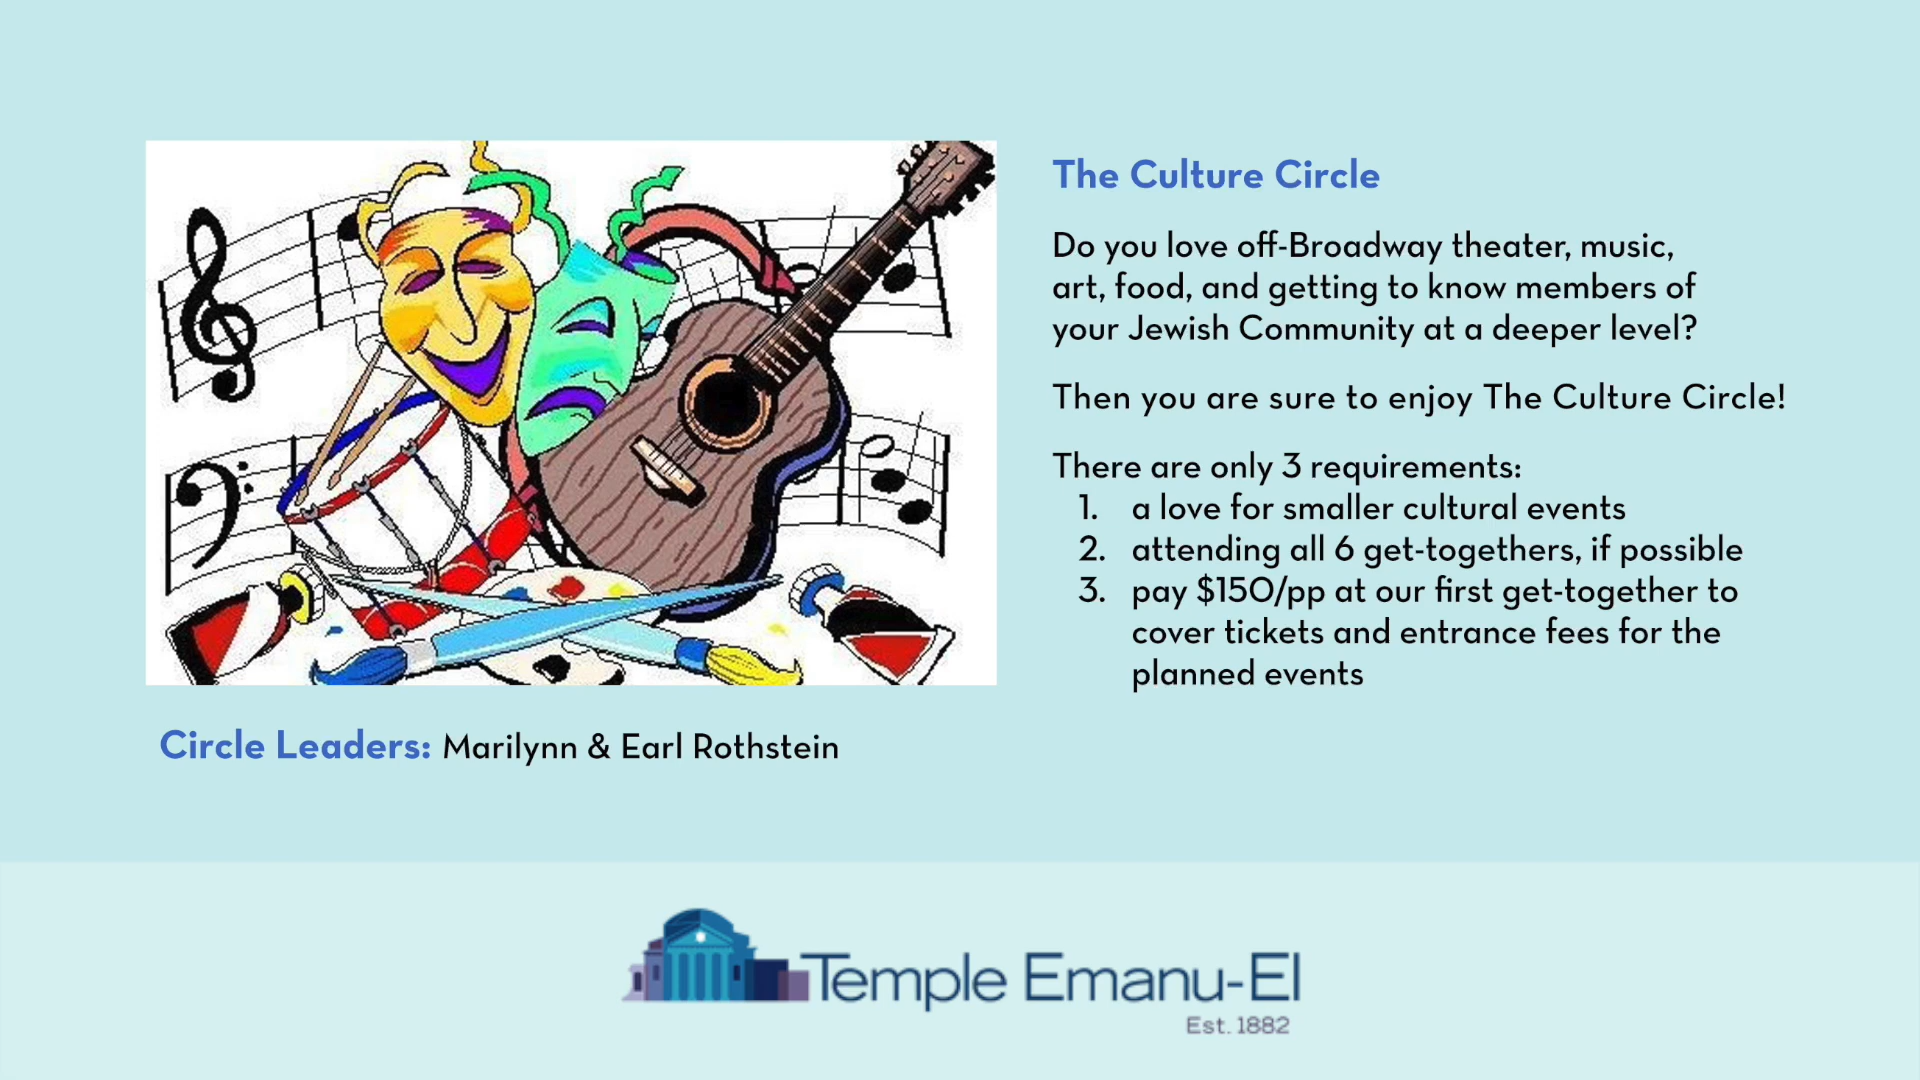 The Culture Circle
Do you love off-Broadway theater, music,
art, food, and getting to know members of
your Jewish Community at a deeper level?
Then you are sure to enjoy The Culture Circle!
There are only 3 requirements:
1. a love for smaller cultural events
2. attending all 6 get-togethers, if possible
3. pay $150/pp at our first get-together to
cover tickets and entrance fees for the
planned events
Circle Leaders: Marilynn & Earl Rothstein
Temple Emanu-El
Est. 1882